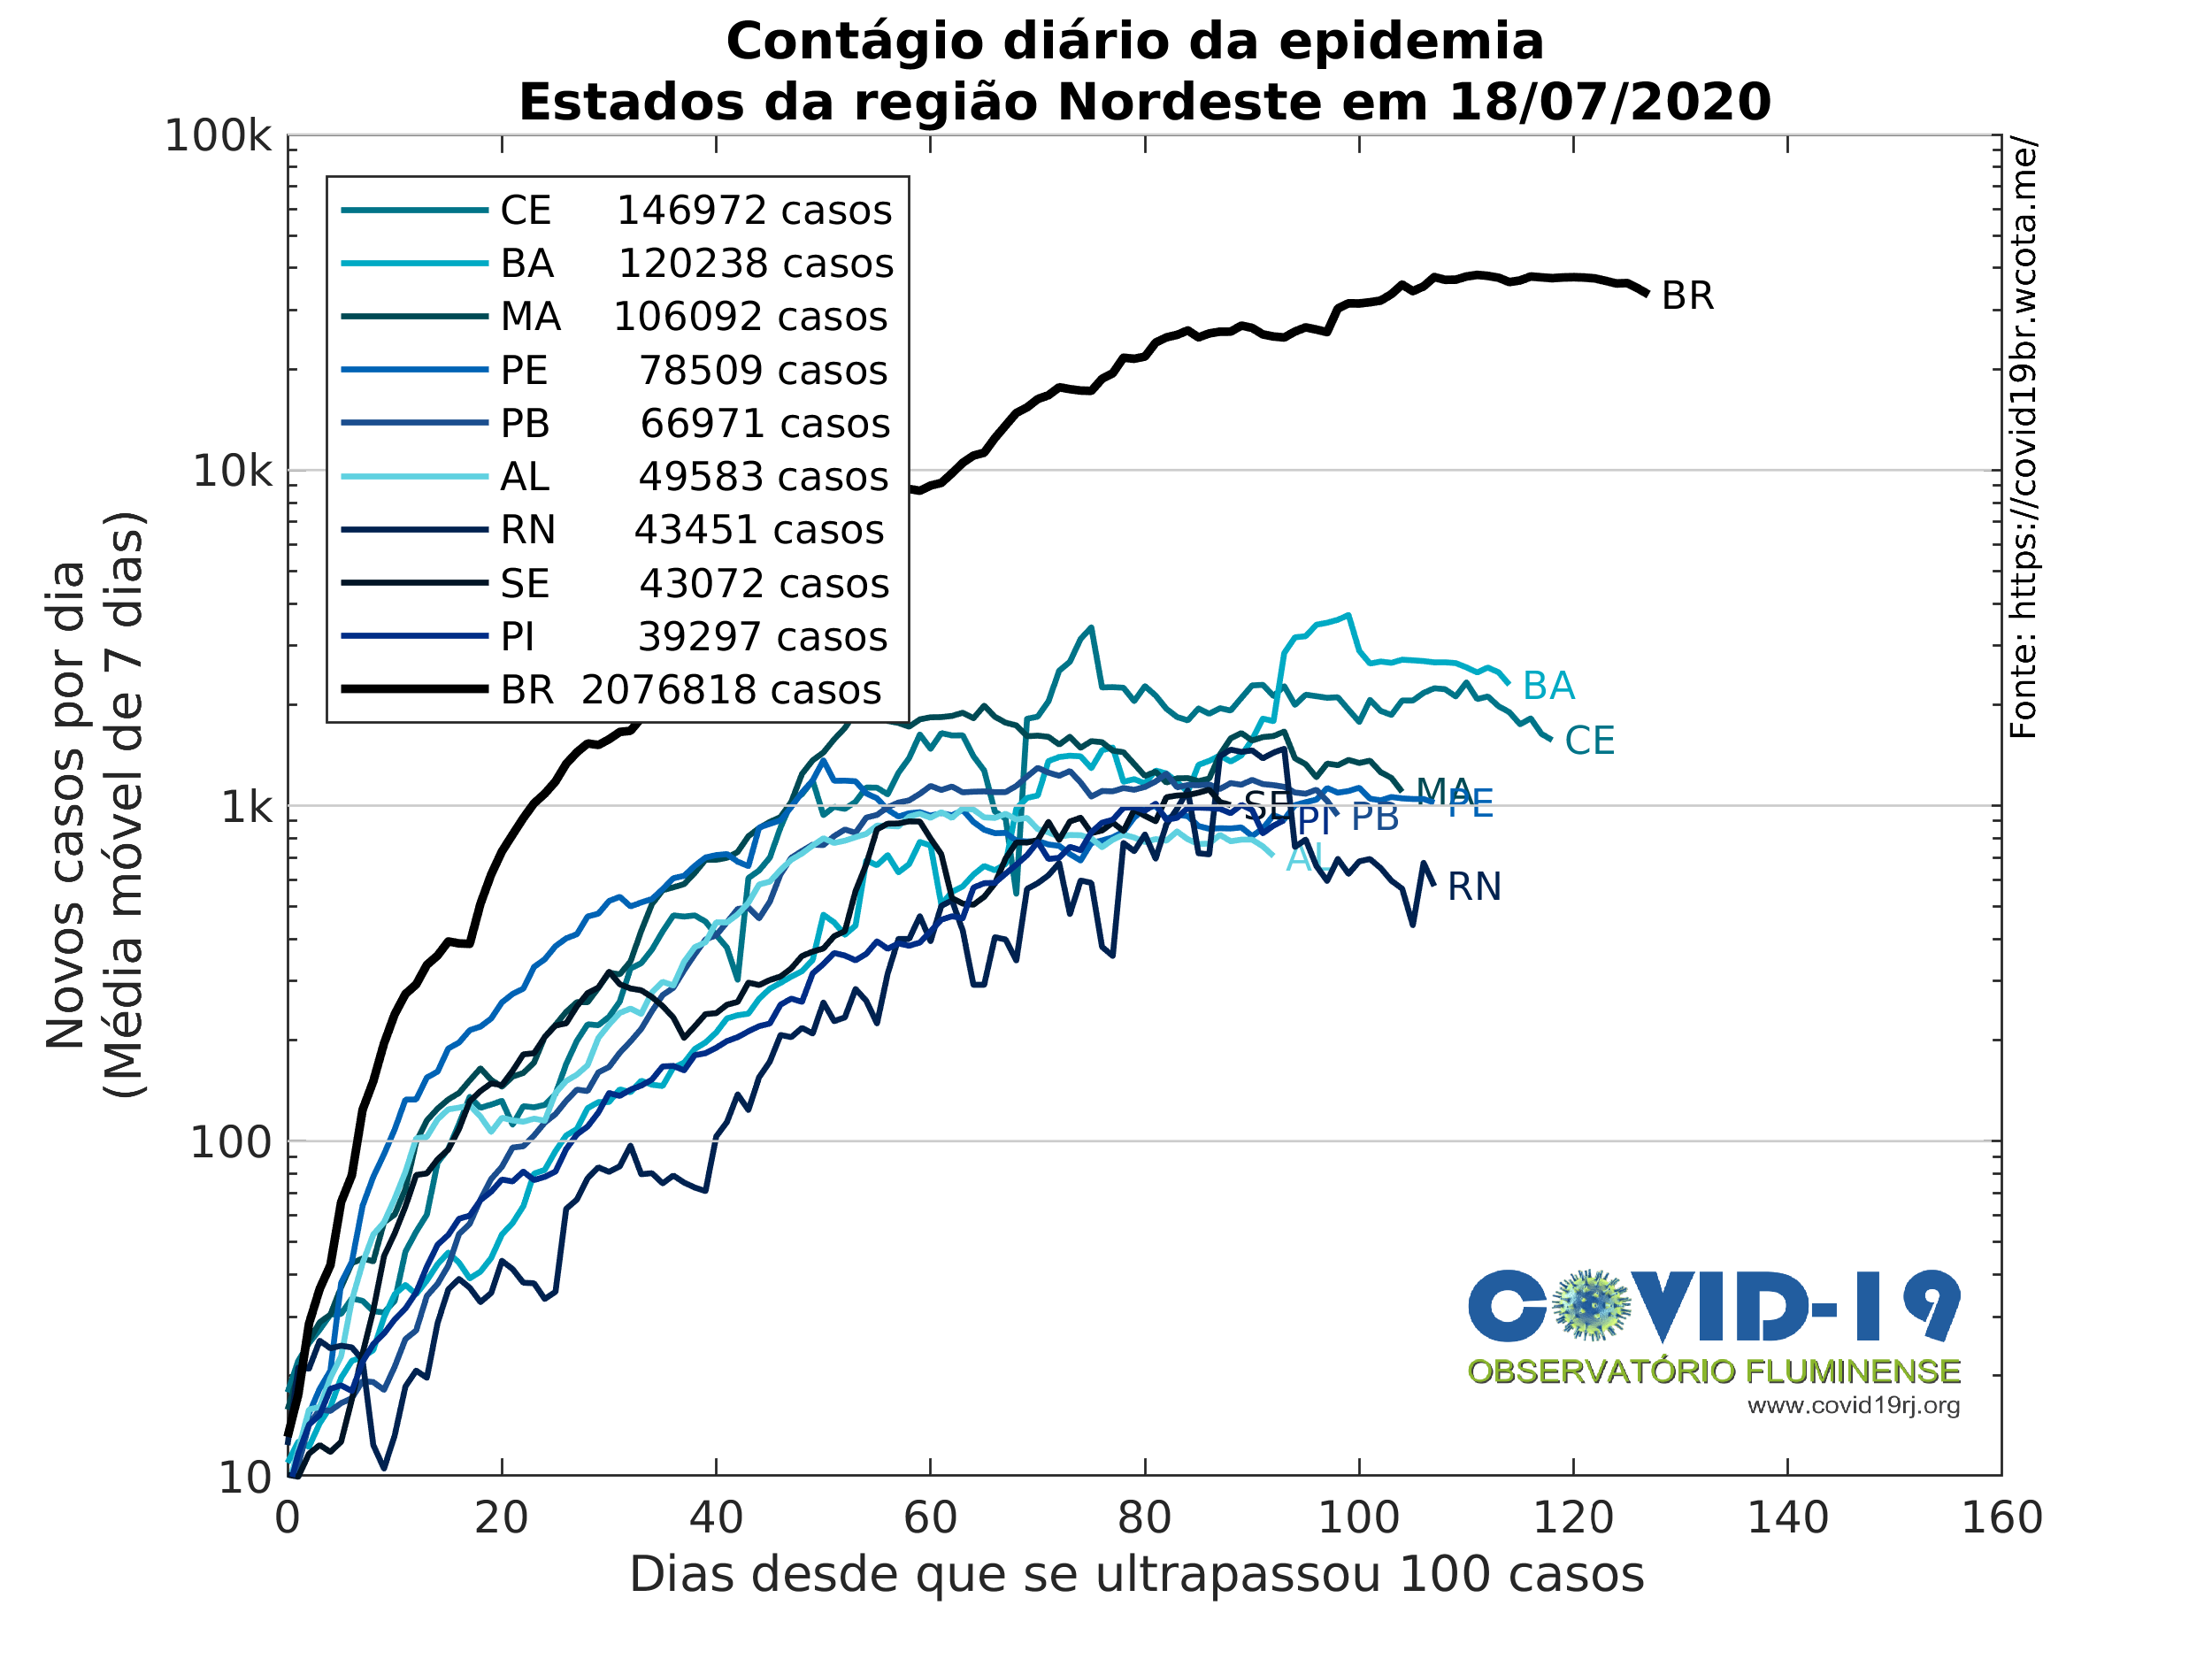 Contágio diário da epidemia
Estados da região Nordeste em 18/07/2020
100k
10k
1k
100
10
Novos casos por dia
(Média móvel de 7 dias)
CE 146972 casos
BA 120238 casos
MA 106092 casos
PE 78509 casos
PB 66971 casos
AL 49583 casos
RN 43451 casos
SE 43072 casos
PI 39297 casos
BR 2076818 casos
BR
BA
CE
MA
PE
SE
PI
PB
AL
RN
Fonte: https://covid19br.wcota.me/
COVID-19
OBSERVATÓRIO FLUMINENSE
www.covid19rj.org
0 20 40 60 80 100 120 140 160
Dias desde que se ultrapassou 100 casos